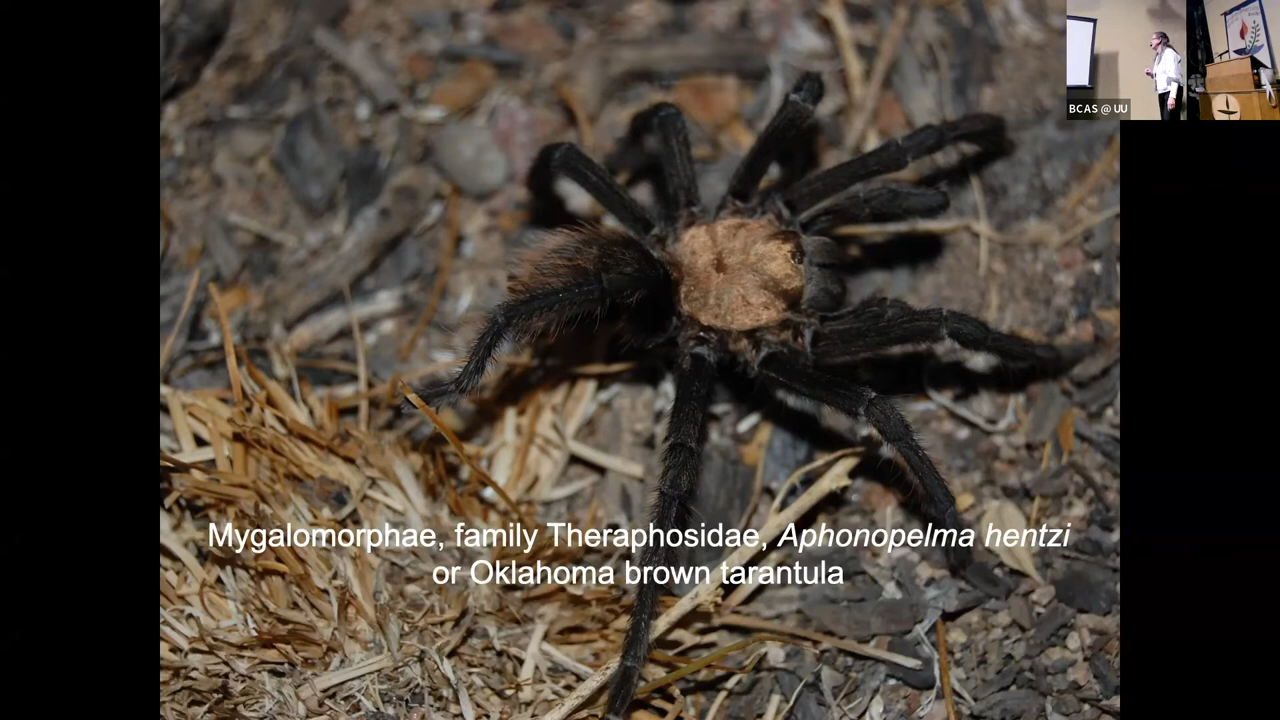 BCAS @ UU
Mygalomorphae, family Theraphosidae, Aphonopelma hentzi
or Oklahoma brown tarantula